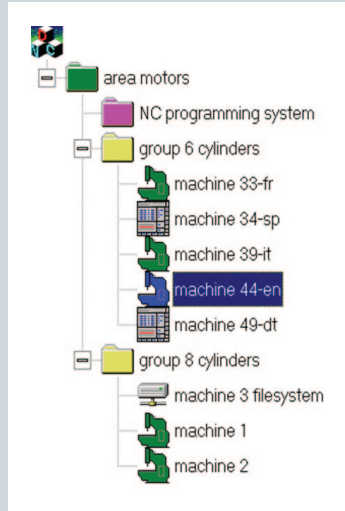 DNC
area motors
NC programming system
group 6 cylinders
machine 33-fr
machine 34-sp
machine 39-it
machine 44-en
machine 49-dt
group 8 cylinders
machine 3 filesystem
machine 1
machine 2